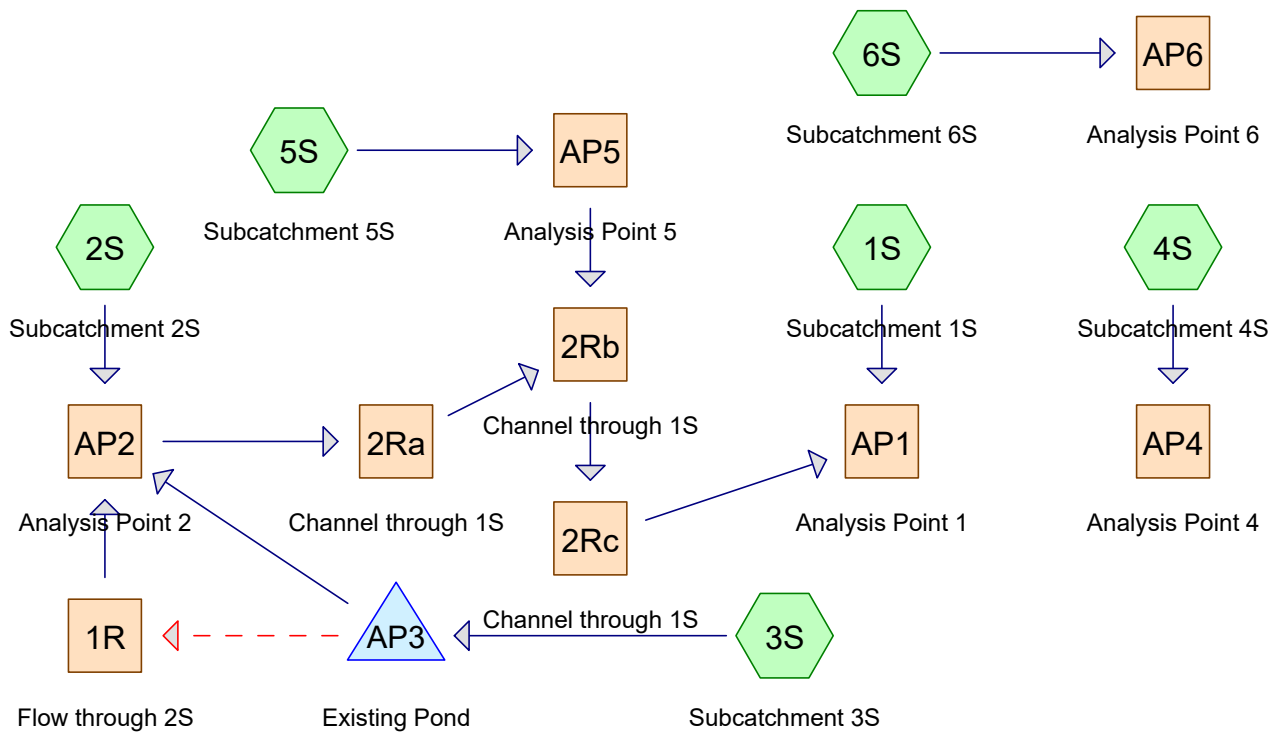 6S
AP6
Subcatchment 6S
Analysis Point 6
5S
AP5
Subcatchment 5S
Analysis Point 5
2S
1S
4S
Subcatchment 2S
Subcatchment 1S
Subcatchment 4S
2Rb
Channel through 1S
AP2
2Ra
AP1
AP4
Analysis Point 2
Channel through 1S
Analysis Point 1
Analysis Point 4
2Rc
Channel through 1S
1R
AP3
3S
Flow through 2S
Existing Pond
Subcatchment 3S